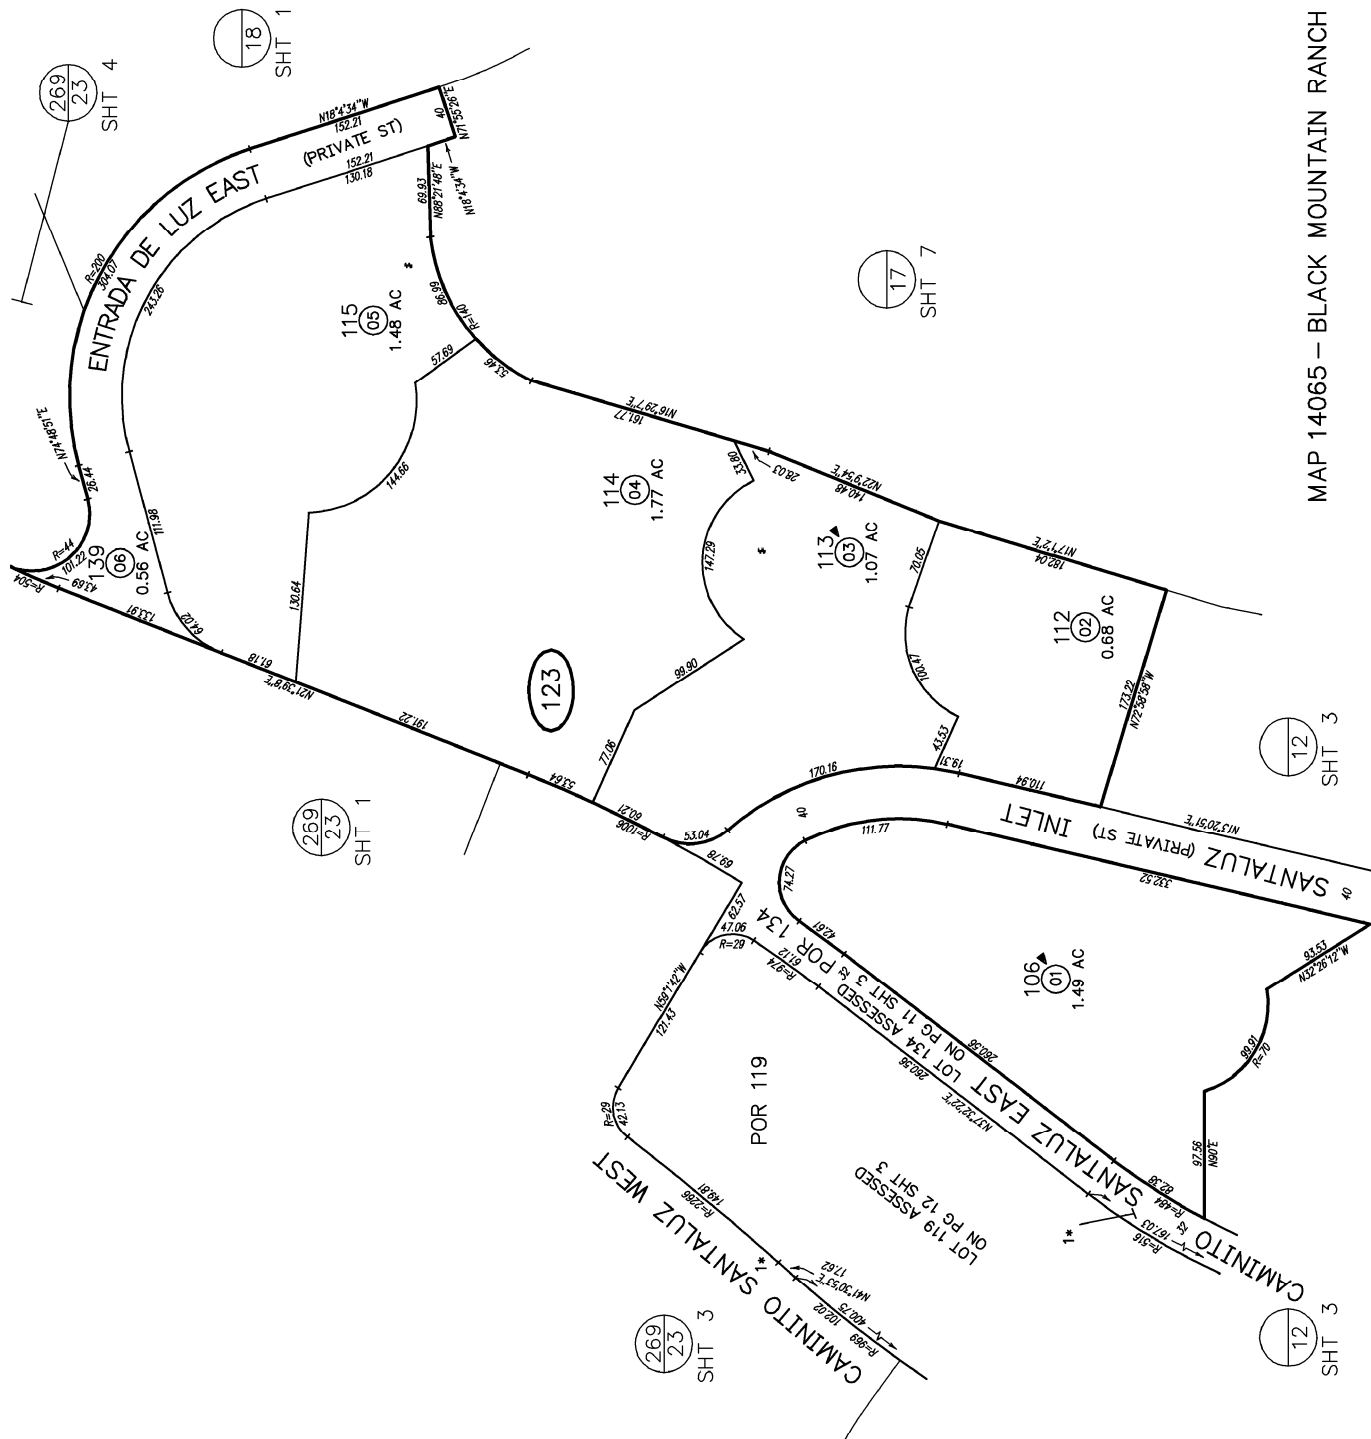 269
23
SHT 4
18
SHT 1
N18°4'34"W
152.21
(PRIVATE ST)
152.21
130.18
40
N71°55'26"E
N18°4'34"W
69.93
N88°21'48"E
ENTRADA DE LUZ EAST
R=200
304.07
243.26
N74°48'51"E
26.44
R=44
101.22
139
06
0.56 AC
111.98
R=504
43.69
133.91
64.02
61.18
N21°39'8"E
191.22
130.64
144.66
57.69
115
05
1.48 AC
86.99
R=140
53.46
161.77
N16°29'7"E
17
SHT 7
114
04
1.77 AC
33.80
28.03
140.48
N22°9'54"E
147.29
113
03
1.07 AC
70.05
182.04
N17°1'2"E
112
02
0.68 AC
100.47
43.53
19.31
173.22
N72°58'58"W
123
99.90
77.06
53.64
60.21
R=1006
53.04
170.16
110.94
N13°20'51"E
269
23
SHT 1
12
SHT 3
SANTALUZ (PRIVATE ST) INLET
40
40
111.77
332.52
74.27
42.61
69.78
62.57
47.06
R=29
61.12
R=974
POR 134
LOT 134 ASSESSED
ON PG 11 SHT 3
32
260.56
260.56
N37°32'22"E
CAMINITO SANTALUZ EAST
82.38
R=484
32
167.03
R=516
1*
106
01
1.49 AC
93.53
N32°26'12"W
99.91
R=70
97.56
N90°E
N59°1'42"W
121.43
R=29
42.13
POR 119
LOT 119 ASSESSED
ON PG 12 SHT 3
149.81
R=2266
CAMINITO SANTALUZ WEST
1*
17.62
N41°30'53"E
400.75
102.02
R=969
269
23
SHT 3
12
SHT 3
MAP 14065 – BLACK MOUNTAIN RANCH